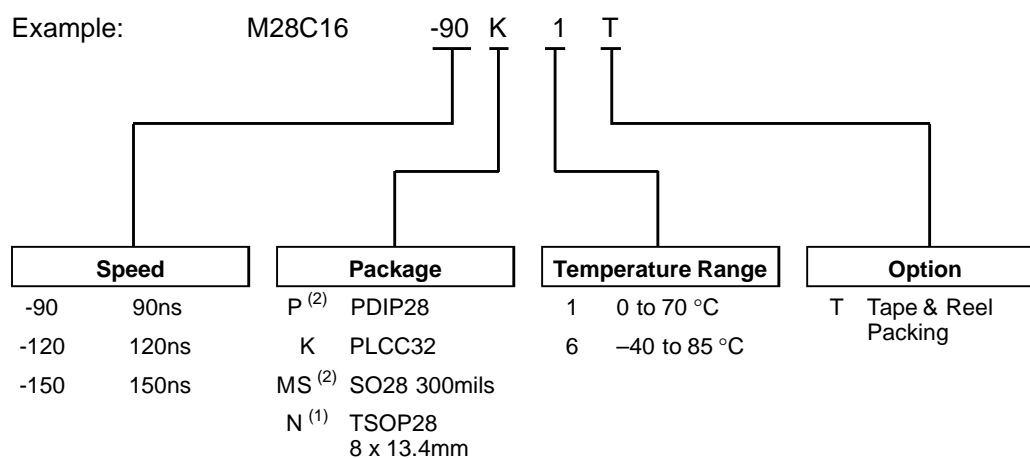 Example: M28C16 -90 K 1 T
Speed Package Temperature Range Option
-90 90ns P (2) PDIP28 1 0 to 70 °C T Tape & Reel
Packing
-120 120ns K PLCC32 6 –40 to 85 °C
-150 150ns MS (2) SO28 300mils
N (1) TSOP28
8 x 13.4mm